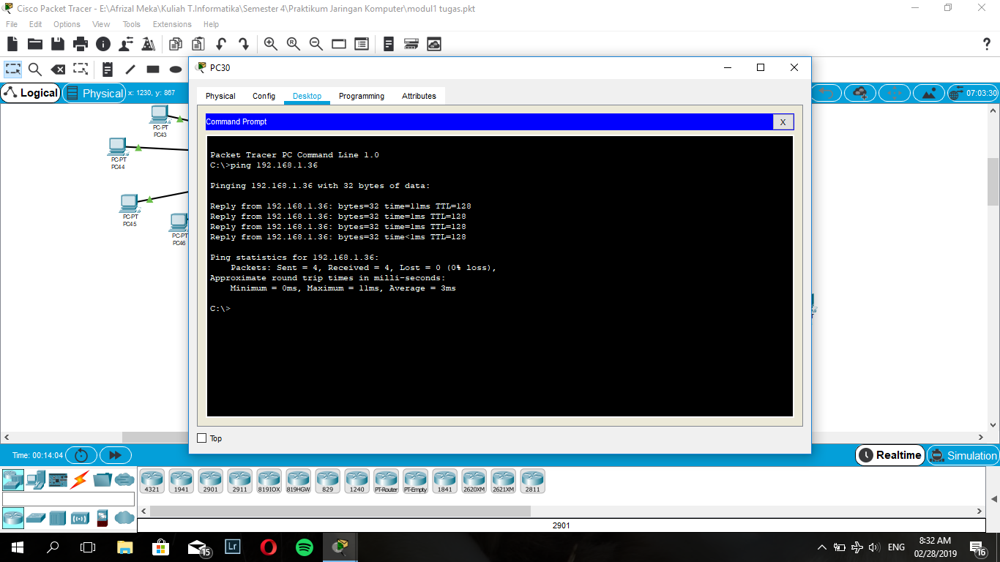 Cisco Packet Tracer - E:\Afrizal Meka\Kuliah T.Informatika\Semester 4\Praktikum Jaringan Komputer\modul1 tugas.pkt
File Edit Options View Tools Extensions Help
PC30
Physical Config Desktop Programming Attributes
Logical Physical x: 1230, y: 867 07:03:30
PC-PT
PC43
PC-PT
PC44
PC-PT
PC45
PC-PT
PC46
Command Prompt X
Packet Tracer PC Command Line 1.0
C:\>ping 192.168.1.36
Pinging 192.168.1.36 with 32 bytes of data:
Reply from 192.168.1.36: bytes=32 time=11ms TTL=128
Reply from 192.168.1.36: bytes=32 time=1ms TTL=128
Reply from 192.168.1.36: bytes=32 time=1ms TTL=128
Reply from 192.168.1.36: bytes=32 time<1ms TTL=128
Ping statistics for 192.168.1.36:
Packets: Sent = 4, Received = 4, Lost = 0 (0% loss),
Approximate round trip times in milli-seconds:
Minimum = 0ms, Maximum = 11ms, Average = 3ms
C:\>
Top
Time: 00:14:04 Realtime Simulation
4321 1941 2901 2911 819IOX 819HGW 829 1240 PT-Router PT-Empty 1841 2620XM 2621XM 2811
2901
15 Lr ENG 8:32 AM 16
02/28/2019